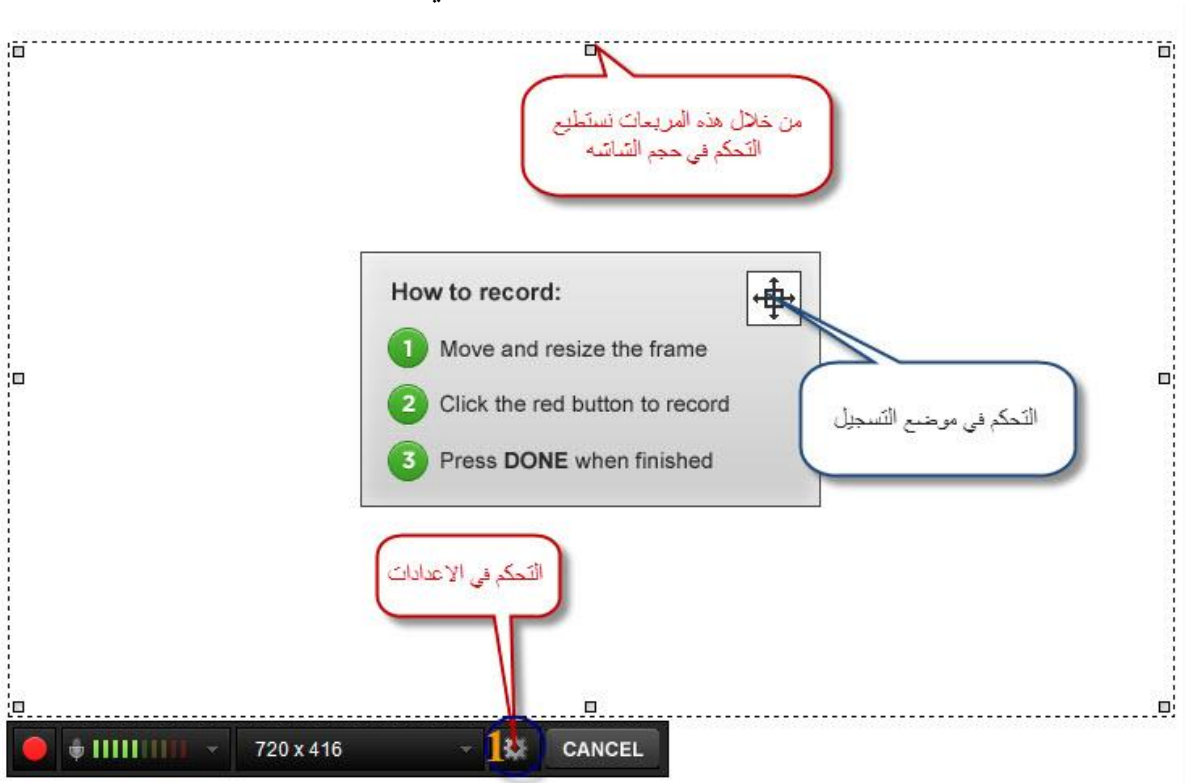 من خلال هذه المربعات نستطيع
التحكم في حجم الشاشه
How to record:
1 Move and resize the frame
2 Click the red button to record
3 Press DONE when finished
التحكم في موضع التسجيل
التحكم في الاعدادات
720 x 416
1
CANCEL